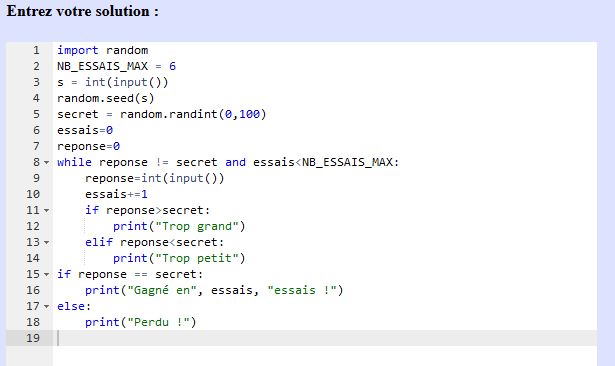 Entrez votre solution :
1 import random
2 NB_ESSAIS_MAX = 6
3 s = int(input())
4 random.seed(s)
5 secret = random.randint(0,100)
6 essais=0
7 reponse=0
8 while reponse != secret and essais<NB_ESSAIS_MAX:
9     reponse=int(input())
10     essais+=1
11     if reponse>secret:
12         print("Trop grand")
13     elif reponse<secret:
14         print("Trop petit")
15 if reponse == secret:
16     print("Gagné en", essais, "essais !")
17 else:
18     print("Perdu !")
19